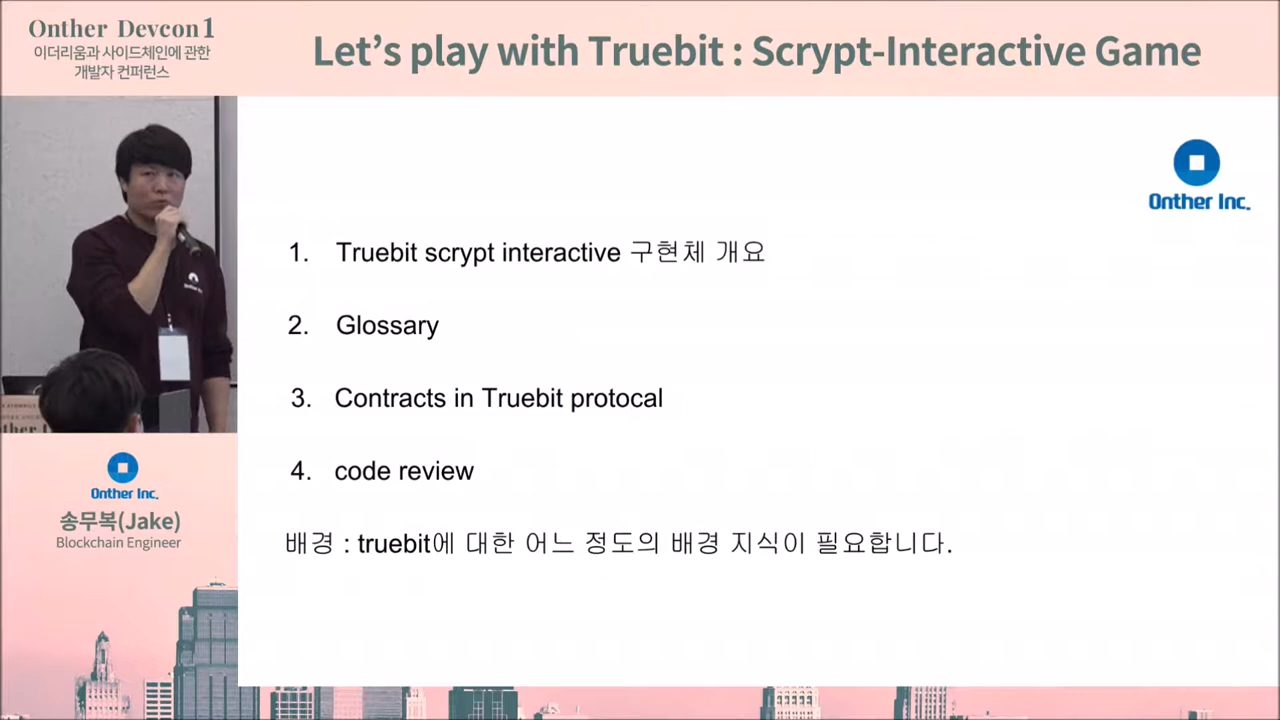 Onther Devcon 1
이더리움과 사이드체인에 관한
개발자 컨퍼런스
Let's play with Truebit : Scrypt-Interactive Game
Onther Inc.
1. Truebit scrypt interactive 구현체 개요
2. Glossary
3. Contracts in Truebit protocal
4. code review
배경 : truebit에 대한 어느 정도의 배경 지식이 필요합니다.
Onther Inc.
송무복(Jake)
Blockchain Engineer